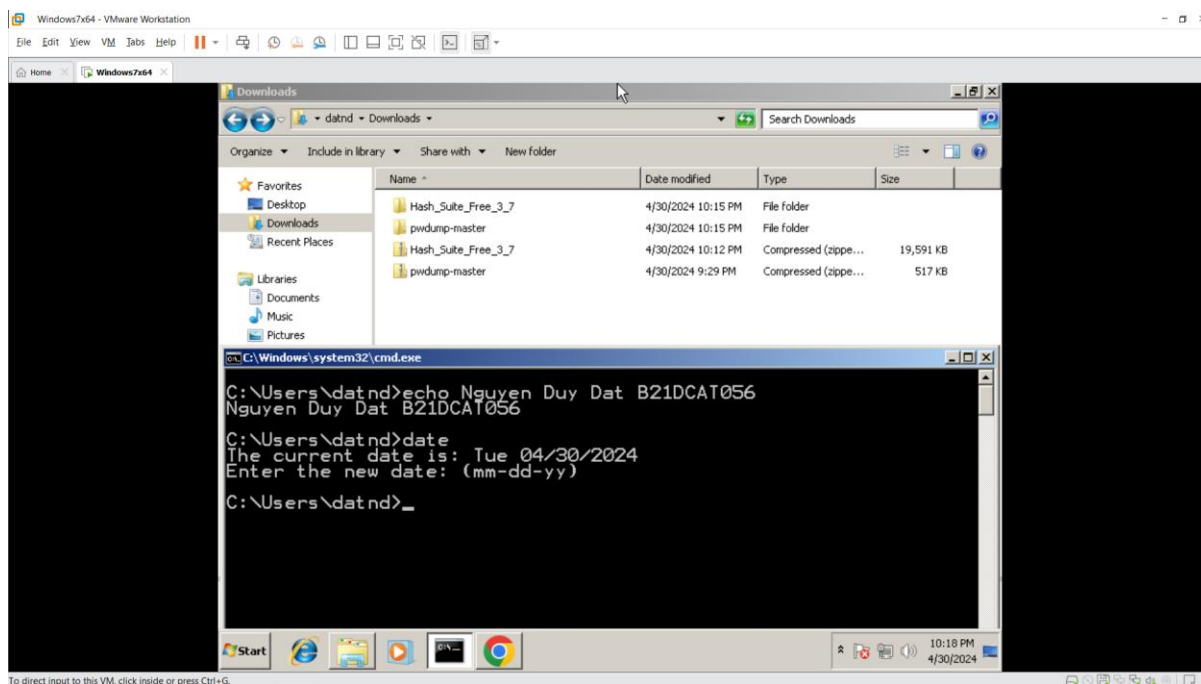 Windows7x64 - VMware Workstation
File Edit View VM Tabs Help
Home Windows7x64
Downloads
datnd Downloads Search Downloads
Organize Include in library Share with New folder
Name Date modified Type Size
Favorites
Desktop
Downloads
Recent Places
Libraries
Documents
Music
Pictures
Hash_Suite_Free_3_7 4/30/2024 10:15 PM File folder
pwdump-master 4/30/2024 10:15 PM File folder
Hash_Suite_Free_3_7 4/30/2024 10:12 PM Compressed (zippe... 19,591 KB
pwdump-master 4/30/2024 9:29 PM Compressed (zippe... 517 KB
C:\Windows\system32\cmd.exe
C:\Users\datnd>echo Nguyen Duy Dat B21DCAT056
Nguyen Duy Dat B21DCAT056
C:\Users\datnd>date
The current date is: Tue 04/30/2024
Enter the new date: (mm-dd-yy)
C:\Users\datnd>_
Start
10:18 PM
4/30/2024
To direct input to this VM, click inside or press Ctrl+G.